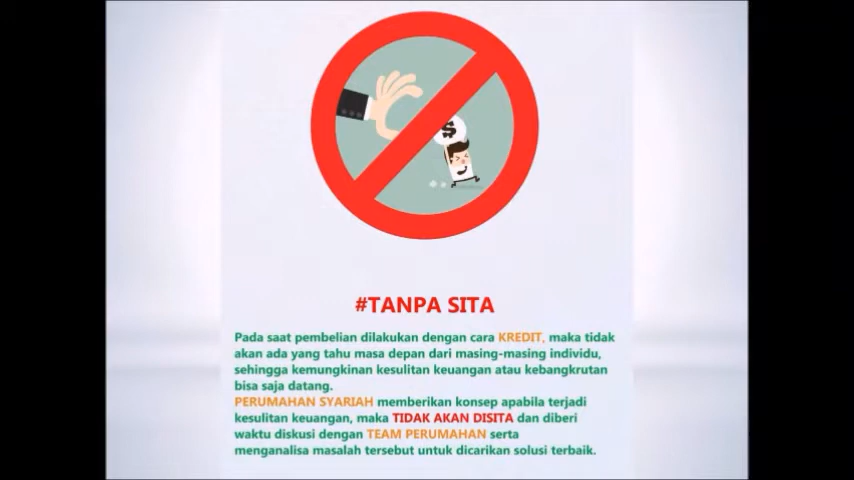 $
#TANPA SITA
Pada saat pembelian dilakukan dengan cara KREDIT, maka tidak
akan ada yang tahu masa depan dari masing-masing individu,
sehingga kemungkinan kesulitan keuangan atau kebangkrutan
bisa saja datang.
PERUMAHAN SYARIAH memberikan konsep apabila terjadi
kesulitan keuangan, maka TIDAK AKAN DISITA dan diberi
waktu diskusi dengan TEAM PERUMAHAN serta
menganalisa masalah tersebut untuk dicarikan solusi terbaik.